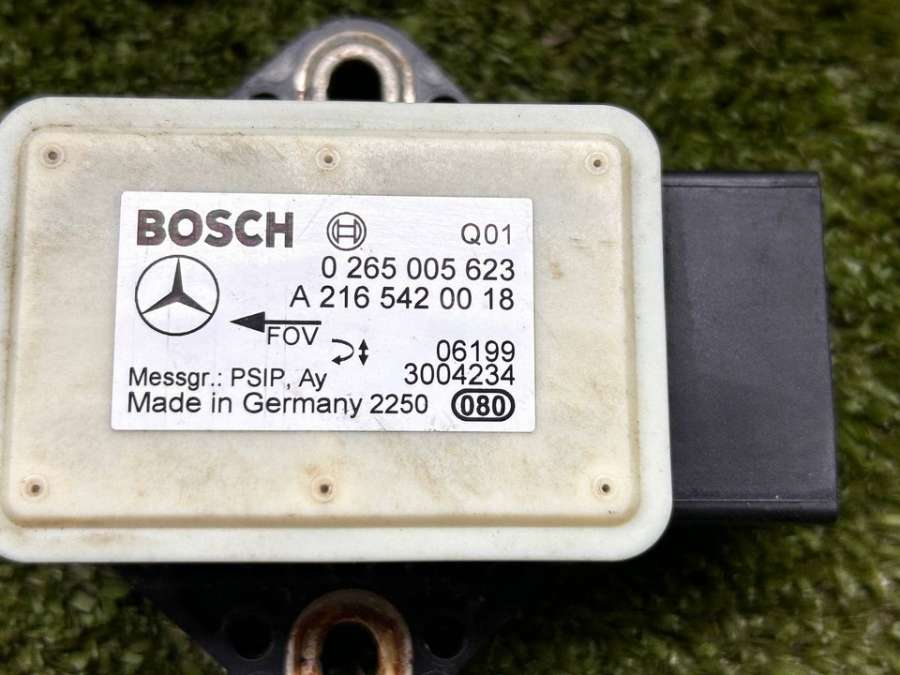 BOSCH Q01
0 265 005 623
A 216 542 00 18
FOV
06199
Messgr.: PSIP, Ay 3004234
Made in Germany 2250 080